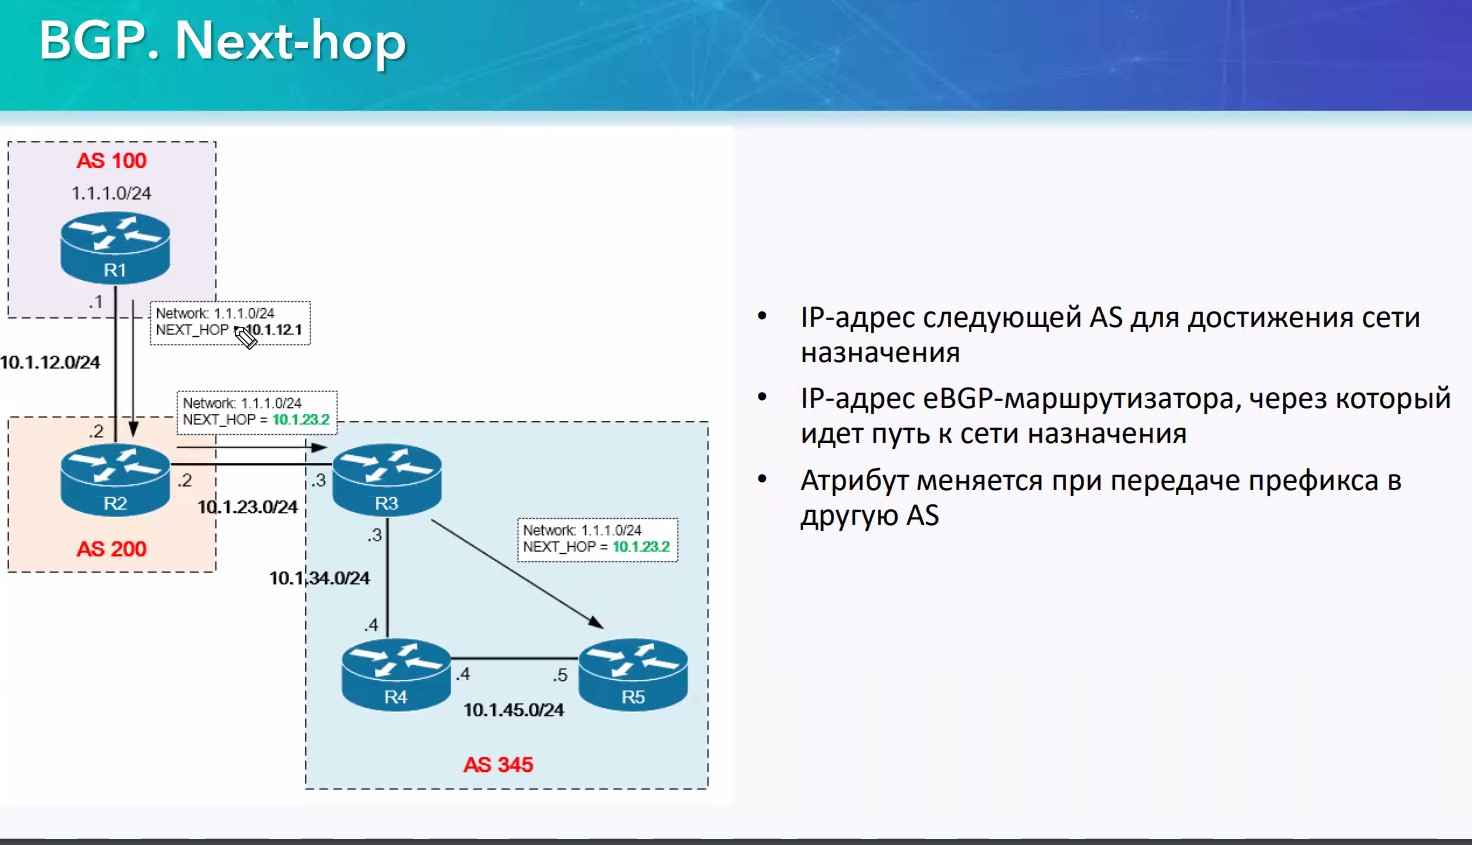 BGP. Next-hop
AS 100
1.1.1.0/24
R1
.1
Network: 1.1.1.0/24
NEXT_HOP 10.1.12.1
10.1.12.0/24
Network: 1.1.1.0/24
NEXT_HOP = 10.1.23.2
.2
R2
.2
10.1.23.0/24
AS 200
.3
R3
.3
Network: 1.1.1.0/24
NEXT_HOP = 10.1.23.2
10.1.34.0/24
.4
R4
.4
.5
R5
10.1.45.0/24
AS 345
• IP-адрес следующей AS для достижения сети
назначения
• IP-адрес eBGP-маршрутизатора, через который
идет путь к сети назначения
• Атрибут меняется при передаче префикса в
другую AS